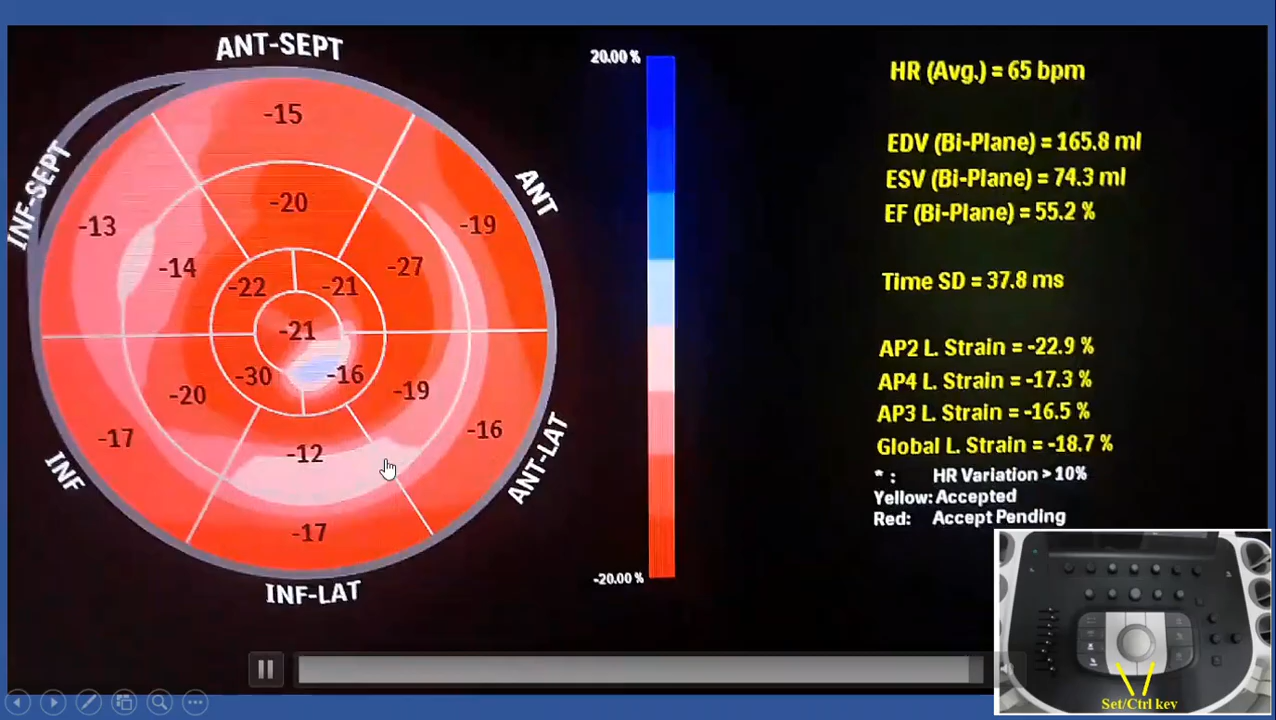 ANT-SEPT
ANT
INF-SEPT
ANT-LAT
INF
INF-LAT
-15
-20
-13
-19
-14
-22
-21
-27
-21
-30
-16
-20
-19
-17
-12
-16
-17
20.00 %
-20.00 %
HR (Avg.) = 65 bpm
EDV (Bi-Plane) = 165.8 ml
ESV (Bi-Plane) = 74.3 ml
EF (Bi-Plane) = 55.2 %
Time SD = 37.8 ms
AP2 L. Strain = -22.9 %
AP4 L. Strain = -17.3 %
AP3 L. Strain = -16.5 %
Global L. Strain = -18.7 %
* : HR Variation > 10%
Yellow: Accepted
Red: Accept Pending
Set/Ctrl key